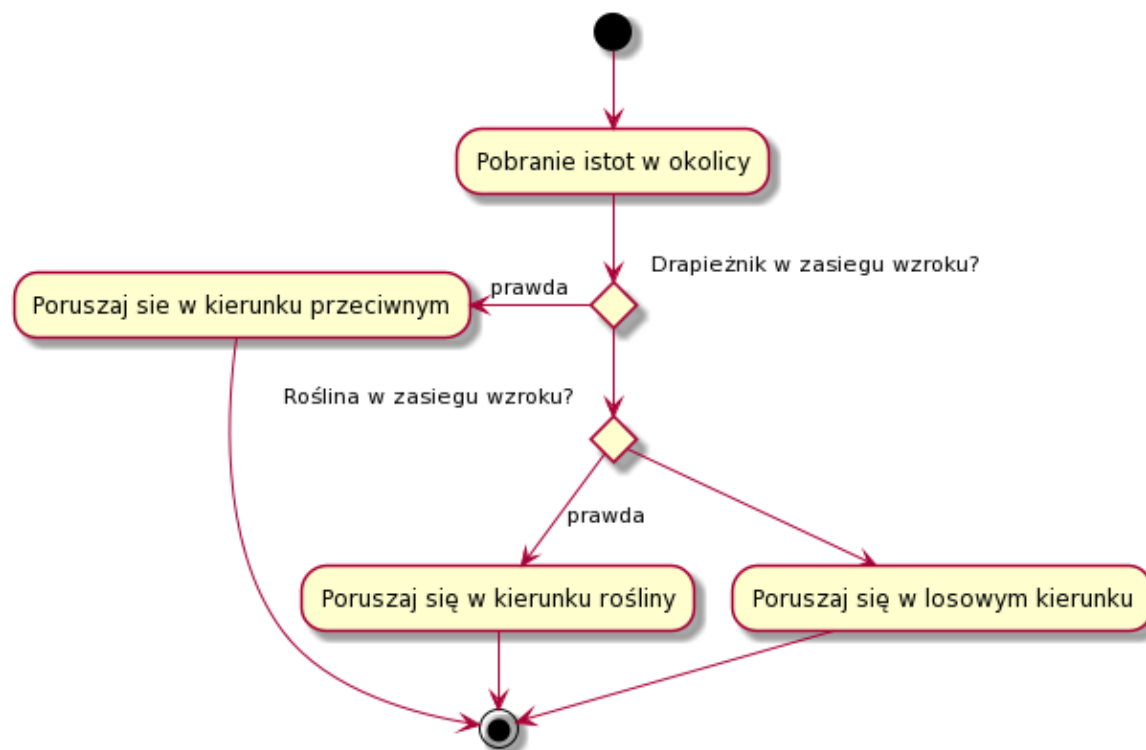 Pobranie istot w okolicy
Drapieżnik w zasiegu wzroku?
prawda
Poruszaj sie w kierunku przeciwnym
Roślina w zasiegu wzroku?
prawda
Poruszaj się w kierunku rośliny
Poruszaj się w losowym kierunku